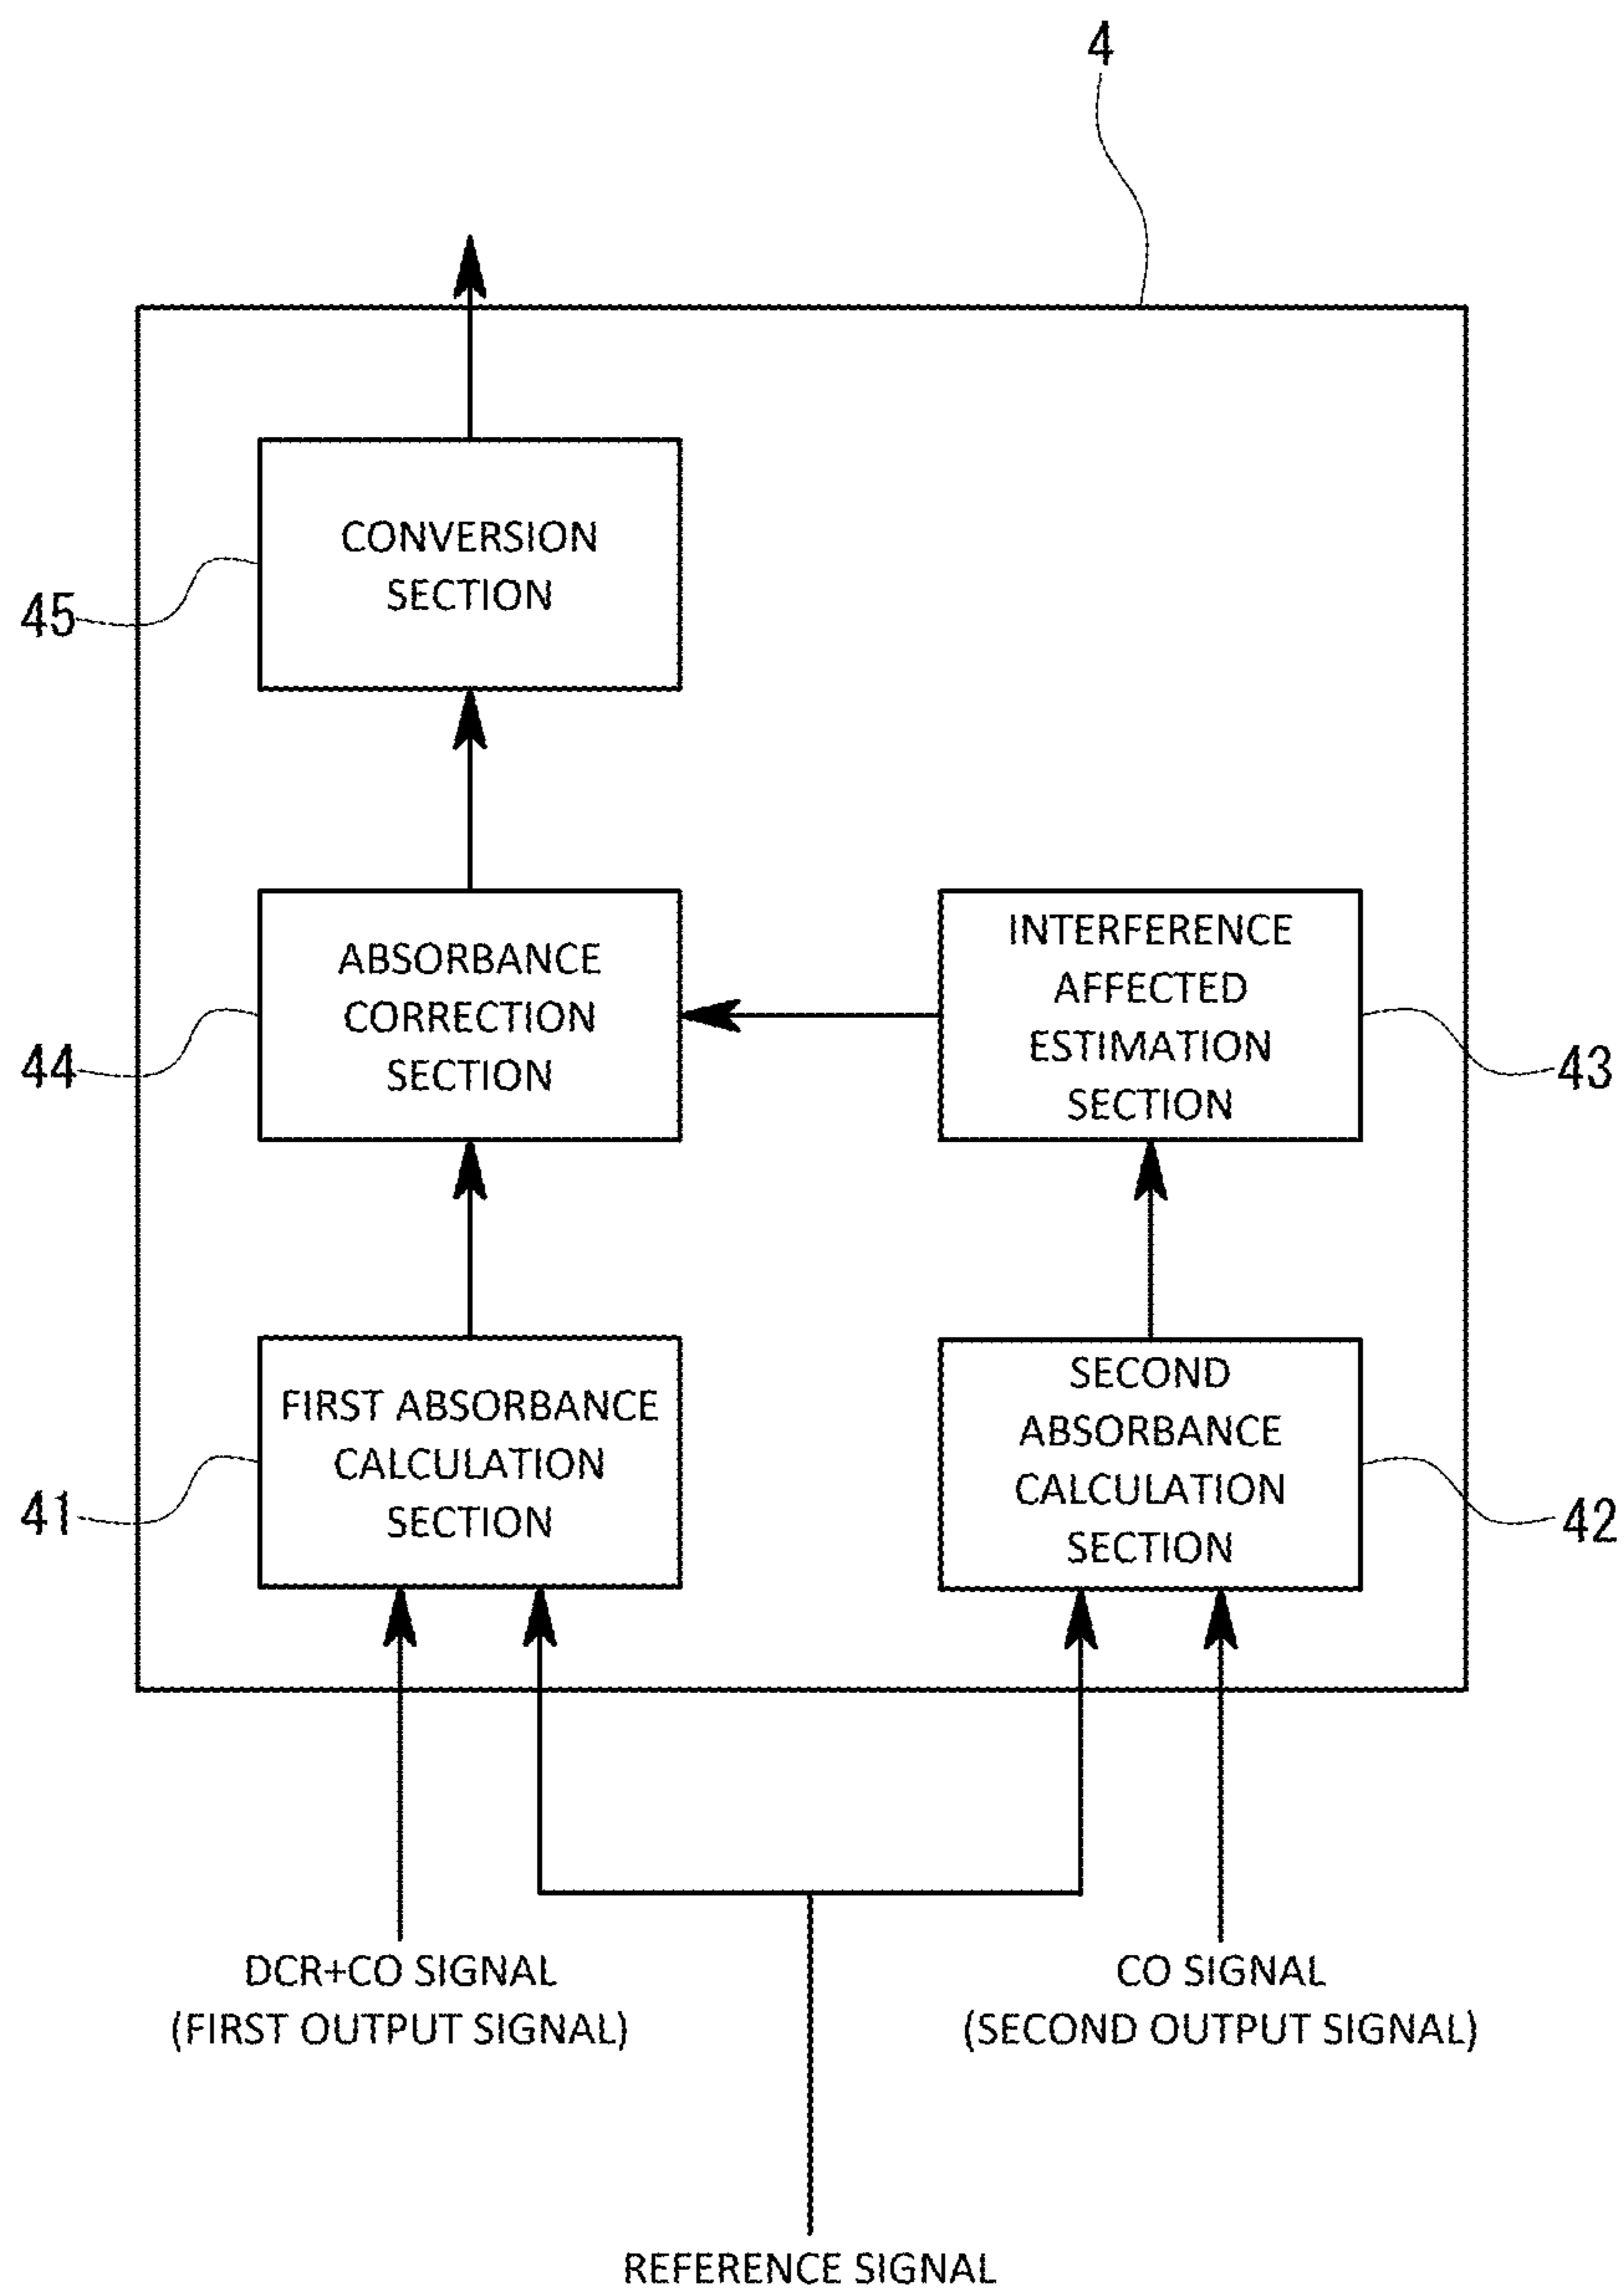 4
CONVERSION
SECTION
45
ABSORBANCE
CORRECTION
SECTION
44
INTERFERENCE
AFFECTED
ESTIMATION
SECTION
43
FIRST ABSORBANCE
CALCULATION
SECTION
41
SECOND
ABSORBANCE
CALCULATION
SECTION
42
DCR+CO SIGNAL
(FIRST OUTPUT SIGNAL)
CO SIGNAL
(SECOND OUTPUT SIGNAL)
REFERENCE SIGNAL